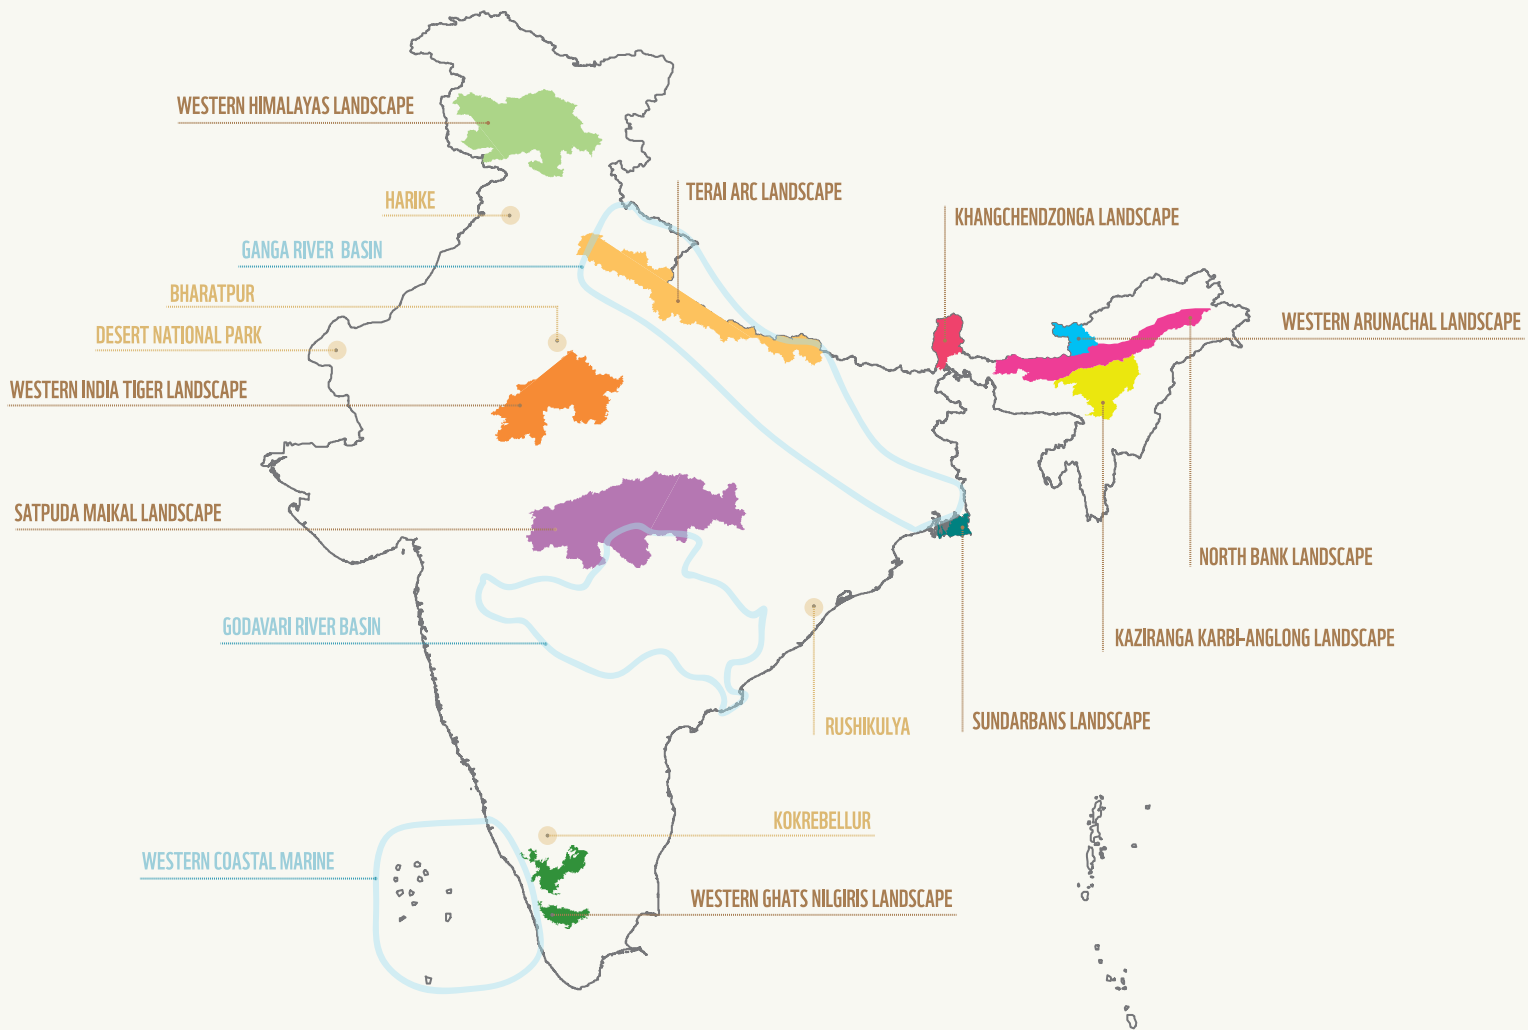 WESTERN HIMALAYAS LANDSCAPE
HARIKE
TERAI ARC LANDSCAPE
KHANGCHENDZONGA LANDSCAPE
GANGA RIVER BASIN
BHARATPUR
DESERT NATIONAL PARK
WESTERN ARUNACHAL LANDSCAPE
WESTERN INDIA TIGER LANDSCAPE
SATPUDA MAIKAL LANDSCAPE
NORTH BANK LANDSCAPE
GODAVARI RIVER BASIN
KAZIRANGA KARBI-ANGLONG LANDSCAPE
RUSHIKULYA
SUNDARBANS LANDSCAPE
KOKREBELLUR
WESTERN COASTAL MARINE
WESTERN GHATS NILGIRIS LANDSCAPE